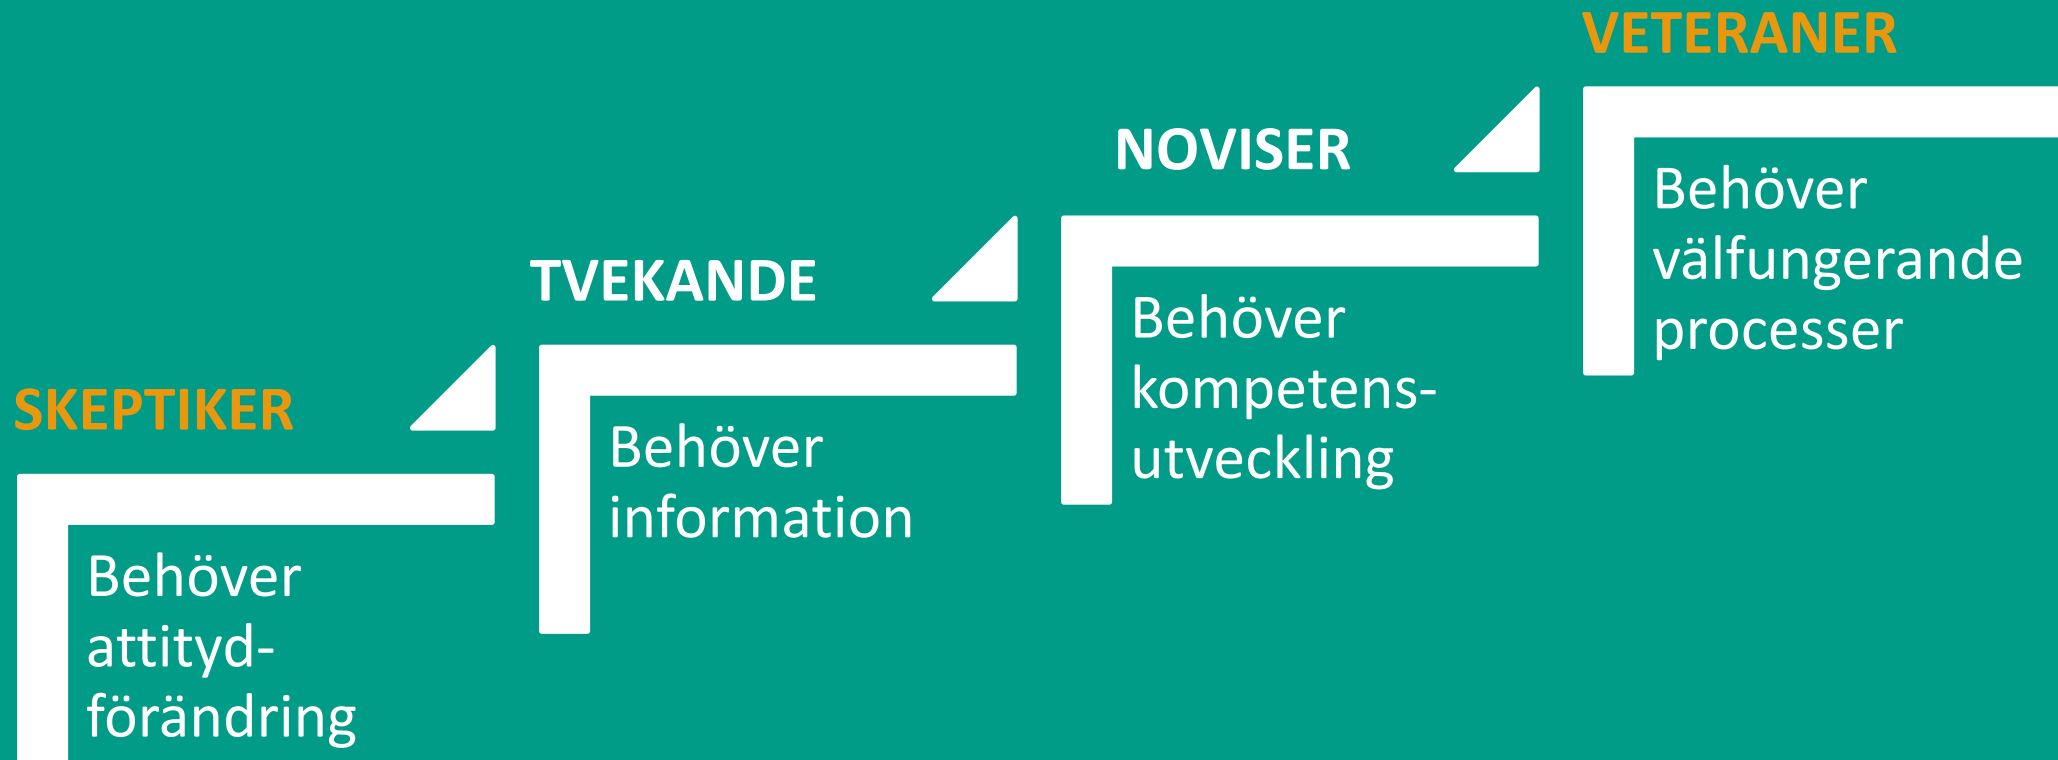 SKEPTIKER
Behöver
attityd-
förändring
TVEKANDE
Behöver
information
NOVISER
Behöver
kompetens-
utveckling
VETERANER
Behöver
välfungerande
processer